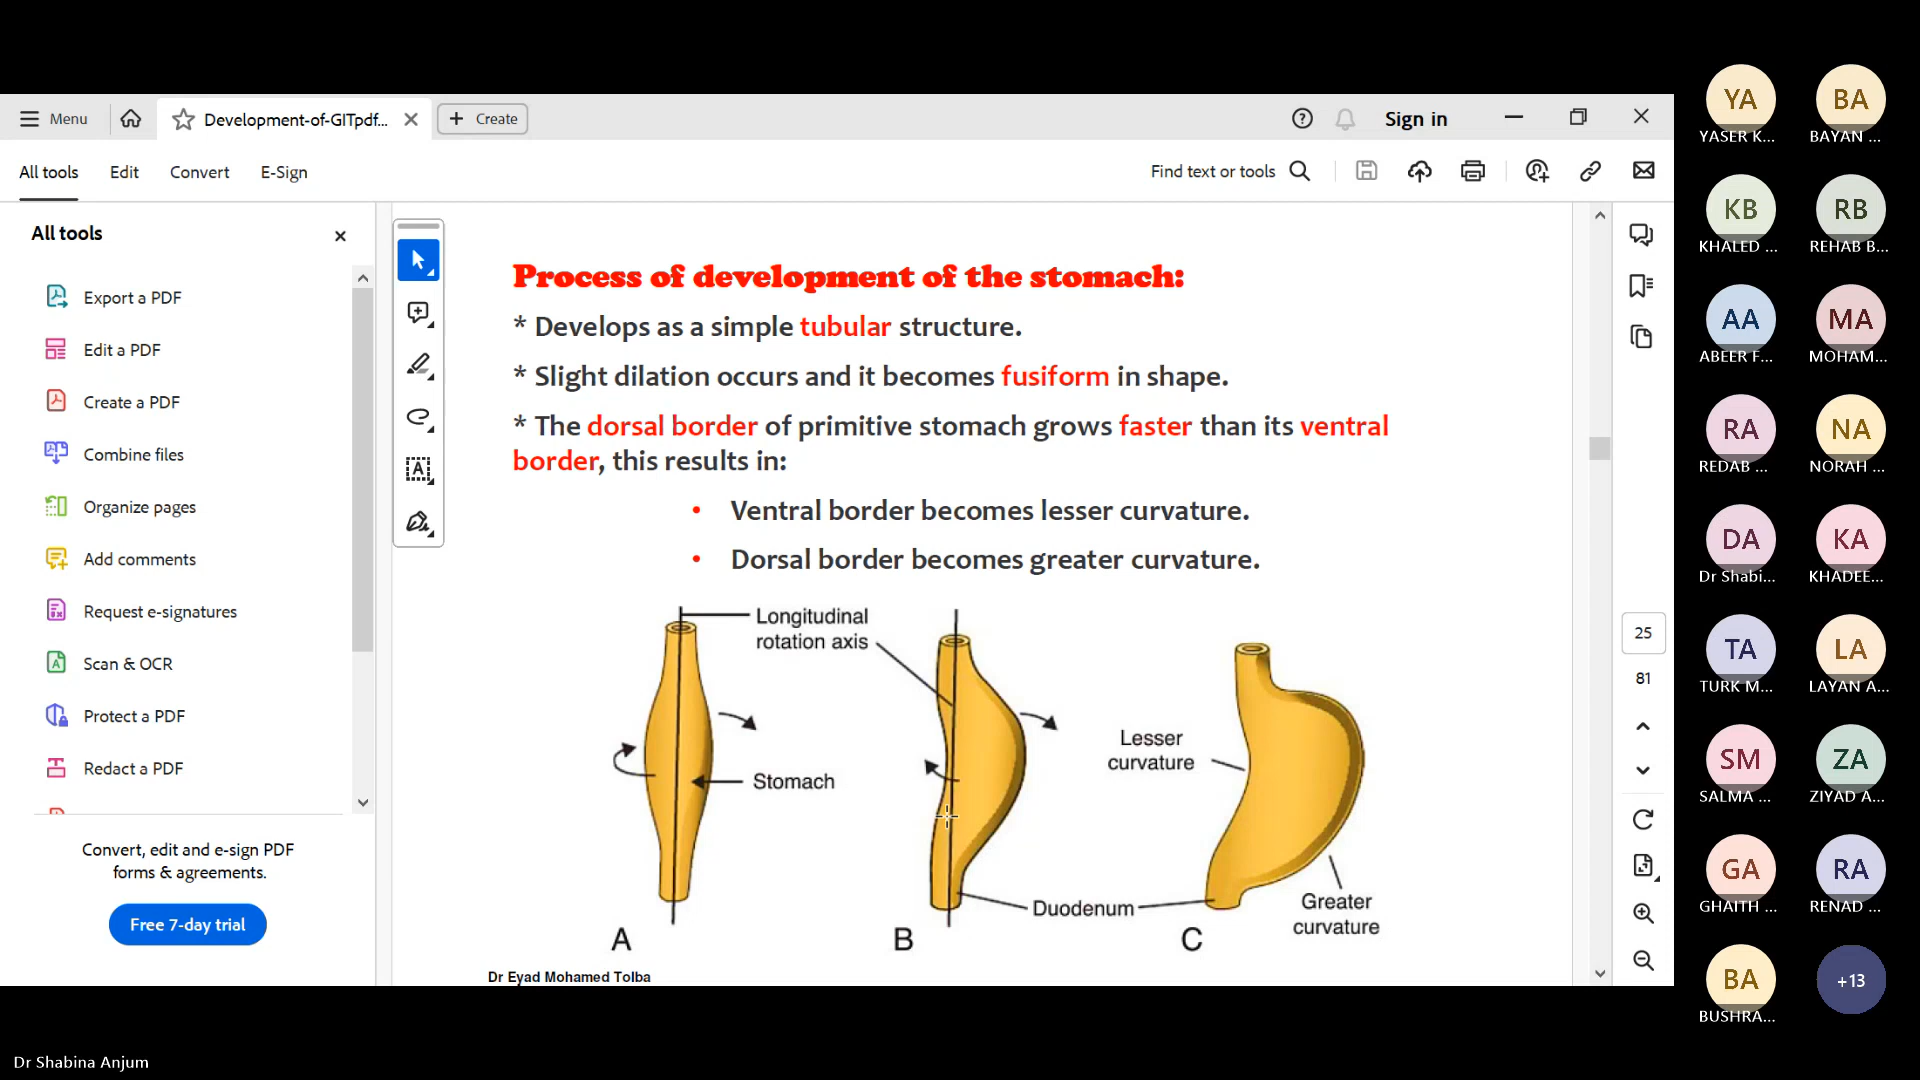 Menu
Development-of-GITpdf...
Create
Sign in
All tools
Edit
Convert
E-Sign
Find text or tools
All tools
Export a PDF
Edit a PDF
Create a PDF
Combine files
Organize pages
Add comments
Request e-signatures
Scan & OCR
Protect a PDF
Redact a PDF
Convert, edit and e-sign PDF
forms & agreements.
Free 7-day trial
Process of development of the stomach:
* Develops as a simple tubular structure.
* Slight dilation occurs and it becomes fusiform in shape.
* The dorsal border of primitive stomach grows faster than its ventral
border, this results in:
• Ventral border becomes lesser curvature.
• Dorsal border becomes greater curvature.
Longitudinal
rotation axis
Stomach
Lesser
curvature
Duodenum
Greater
curvature
A
B
C
Dr Eyad Mohamed Tolba
25
81
YA
YASER K...
BA
BAYAN ...
KB
KHALED ...
RB
REHAB B...
AA
ABEER F...
MA
MOHAM...
RA
REDAB ...
NA
NORAH ...
DA
Dr Shabi...
KA
KHADEE...
TA
TURK M...
LA
LAYAN A...
SM
SALMA ...
ZA
ZIYAD A...
GA
GHAITH ...
RA
RENAD ...
BA
BUSHRA...
+13
Dr Shabina Anjum